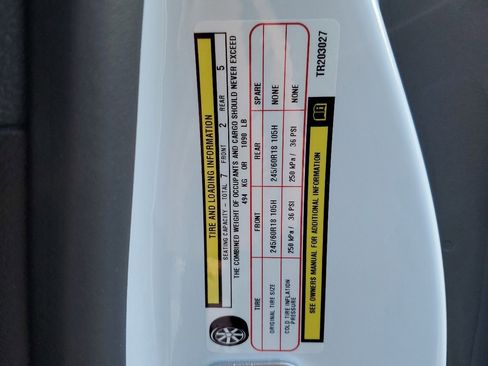 TIRE AND LOADING INFORMATION
SEATING CAPACITY - TOTAL 7 FRONT 2 REAR 5
THE COMBINED WEIGHT OF OCCUPANTS AND CARGO SHOULD NEVER EXCEED
494 KG OR 1090 LB
TIRE FRONT REAR SPARE
ORIGINAL TIRE SIZE 245/60R18 105H 245/60R18 105H NONE
COLD TIRE INFLATION PRESSURE 250 kPa / 36 PSI 250 kPa / 36 PSI NONE
SEE OWNERS MANUAL FOR ADDITIONAL INFORMATION
TR203027